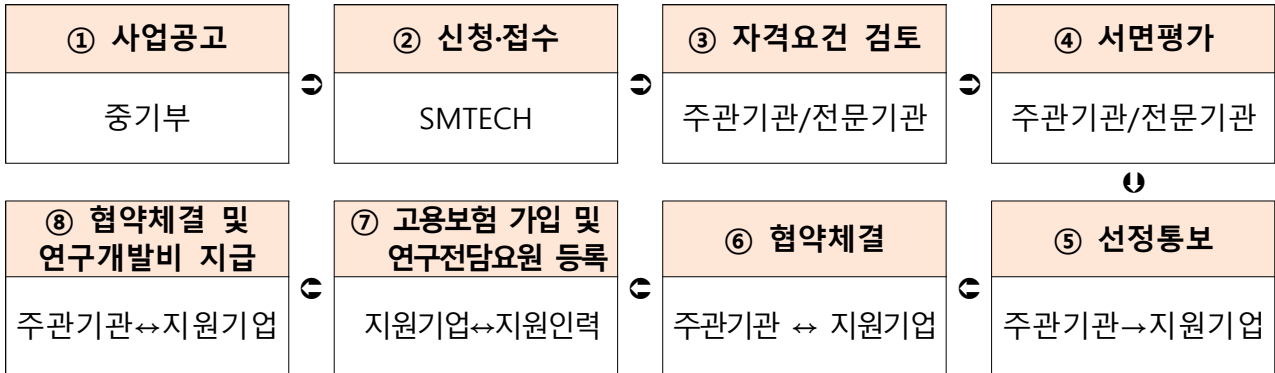 ① 사업공고
중기부
② 신청·접수
SMTECH
③ 자격요건 검토
주관기관/전문기관
④ 서면평가
주관기관/전문기관
⑤ 선정통보
주관기관→지원기업
⑥ 협약체결
주관기관 ↔ 지원기업
⑦ 고용보험 가입 및
연구전담요원 등록
지원기업↔지원인력
⑧ 협약체결 및
연구개발비 지급
주관기관↔지원기업